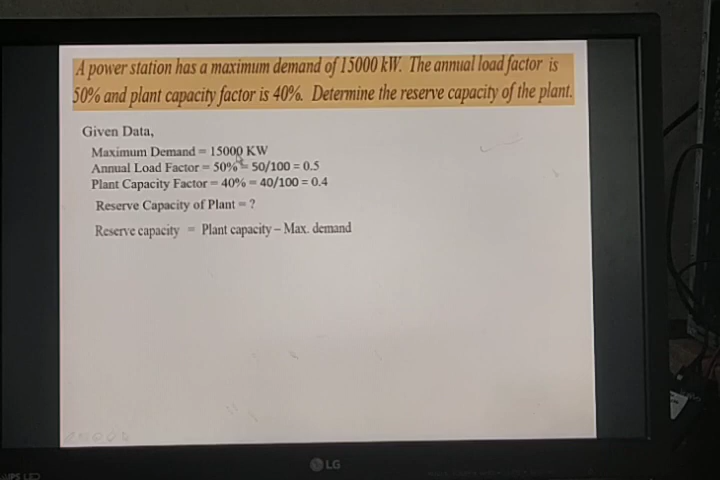 A power station has a maximum demand of 15000 kW. The annual load factor is
50% and plant capacity factor is 40%. Determine the reserve capacity of the plant.
Given Data,
Maximum Demand = 15000 KW
Annual Load Factor = 50% = 50/100 = 0.5
Plant Capacity Factor = 40% = 40/100 = 0.4
Reserve Capacity of Plant = ?
Reserve capacity = Plant capacity – Max. demand
LG